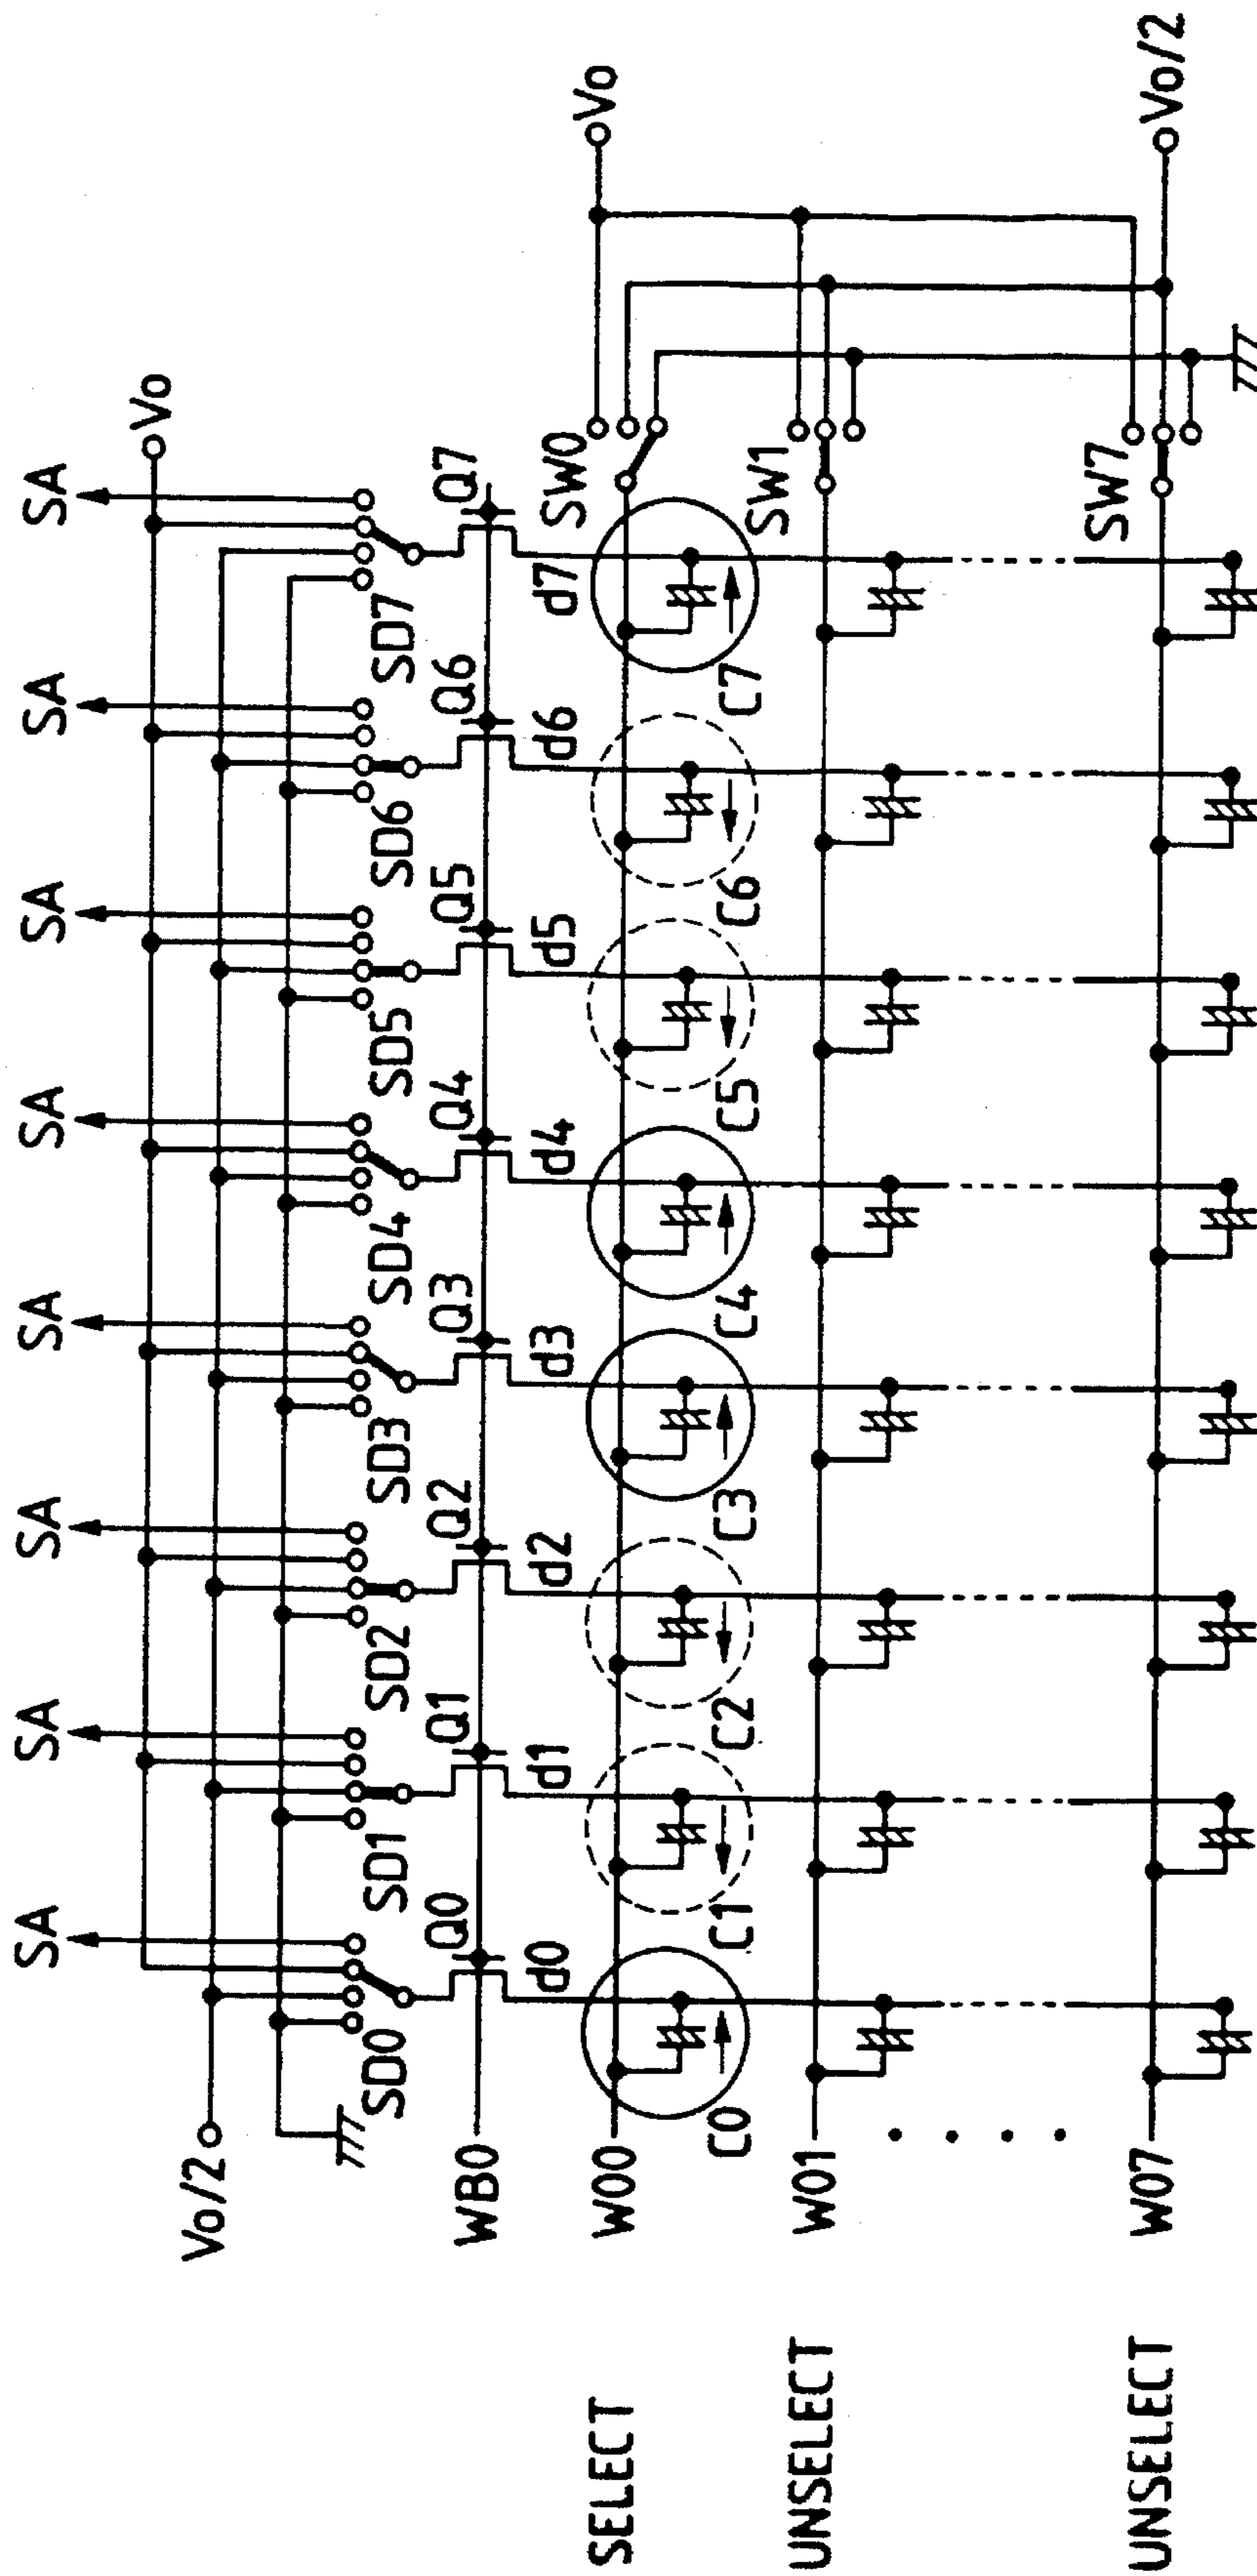 SA SA SA SA SA SA SA SA
Vo
Vo/2
SD0 SD1 SD2 SD3 SD4 SD5 SD6 SD7
Q0 Q1 Q2 Q3 Q4 Q5 Q6 Q7
WB0
d0 d1 d2 d3 d4 d5 d6 d7
SW0
Vo
SELECT W00
C0 C1 C2 C3 C4 C5 C6 C7
SW1
UNSELECT W01
SW7
UNSELECT W07
Vo/2